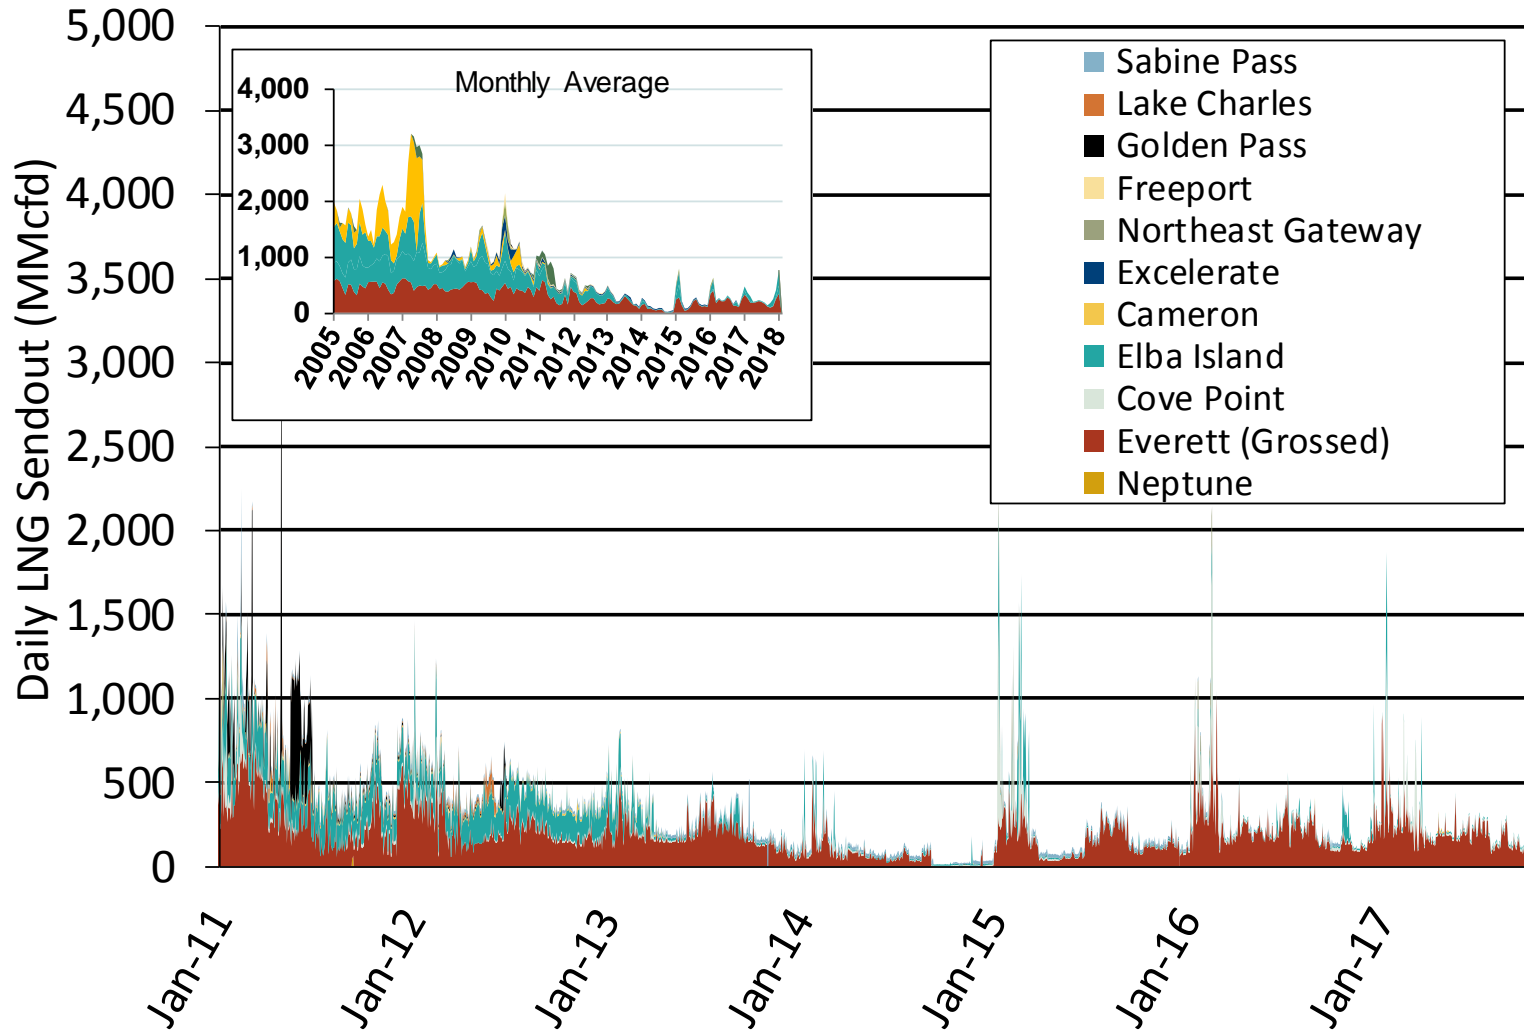 Daily LNG Sendout (MMcfd)
5,000
4,500
4,000
3,500
3,000
2,500
2,000
1,500
1,000
500
0
Monthly Average
4,000
3,000
2,000
1,000
0
2005
2006
2007
2008
2009
2010
2011
2012
2013
2014
2015
2016
2017
2018
Sabine Pass
Lake Charles
Golden Pass
Freeport
Northeast Gateway
Excelerate
Cameron
Elba Island
Cove Point
Everett (Grossed)
Neptune
Jan-11
Jan-12
Jan-13
Jan-14
Jan-15
Jan-16
Jan-17